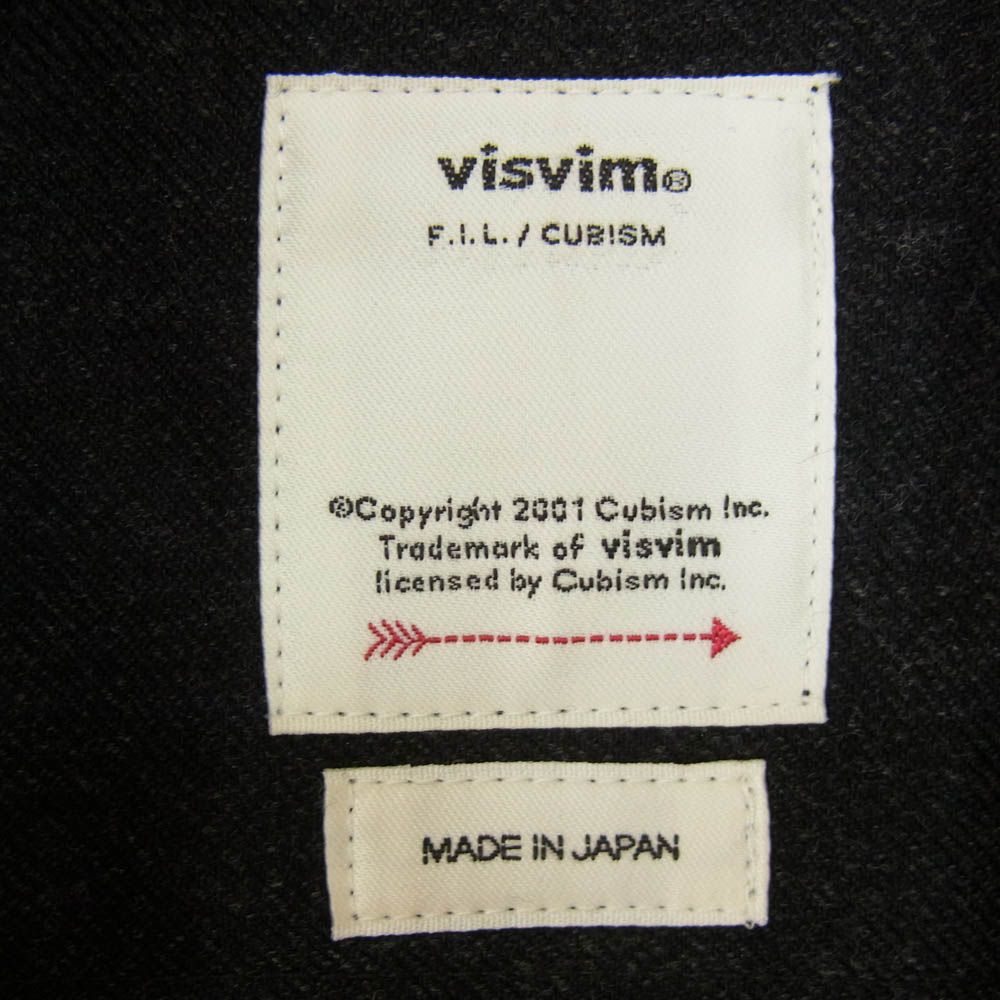 visvim®
F.I.L. / CUBISM
®Copyright 2001 Cubism Inc.
Trademark of visvim
licensed by Cubism Inc.
MADE IN JAPAN